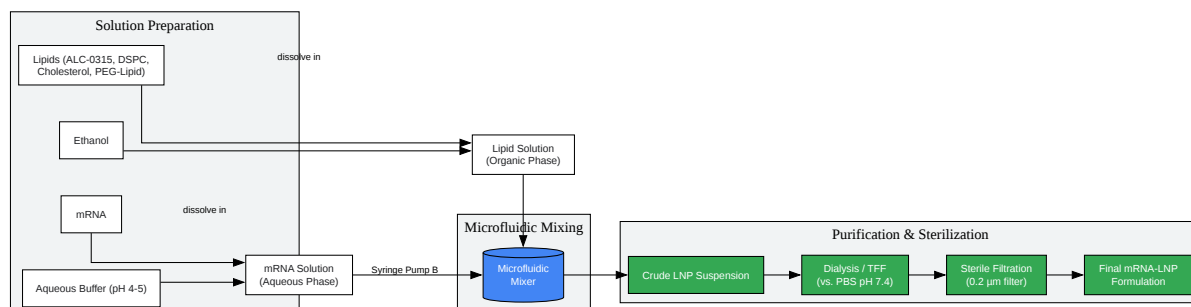 Solution Preparation
Lipids (ALC-0315, DSPC,
Cholesterol, PEG-Lipid)
dissolve in
Ethanol
Lipid Solution
(Organic Phase)
mRNA
dissolve in
Aqueous Buffer (pH 4-5)
mRNA Solution
(Aqueous Phase)
Syringe Pump B
Microfluidic Mixing
Microfluidic
Mixer
Purification & Sterilization
Crude LNP Suspension
Dialysis / TFF
(vs. PBS pH 7.4)
Sterile Filtration
(0.2 µm filter)
Final mRNA-LNP
Formulation